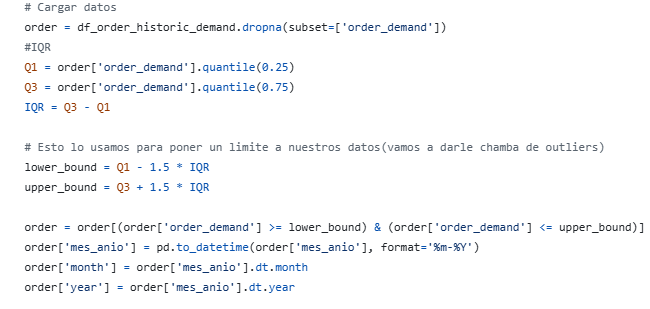 # Cargar datos
order = df_order_historic_demand.dropna(subset=['order_demand'])
#IQR
Q1 = order['order_demand'].quantile(0.25)
Q3 = order['order_demand'].quantile(0.75)
IQR = Q3 - Q1
# Esto lo usamos para poner un limite a nuestros datos(vamos a darle chamba de outliers)
lower_bound = Q1 - 1.5 * IQR
upper_bound = Q3 + 1.5 * IQR
order = order[(order['order_demand'] >= lower_bound) & (order['order_demand'] <= upper_bound)]
order['mes_anio'] = pd.to_datetime(order['mes_anio'], format='%m-%Y')
order['month'] = order['mes_anio'].dt.month
order['year'] = order['mes_anio'].dt.year